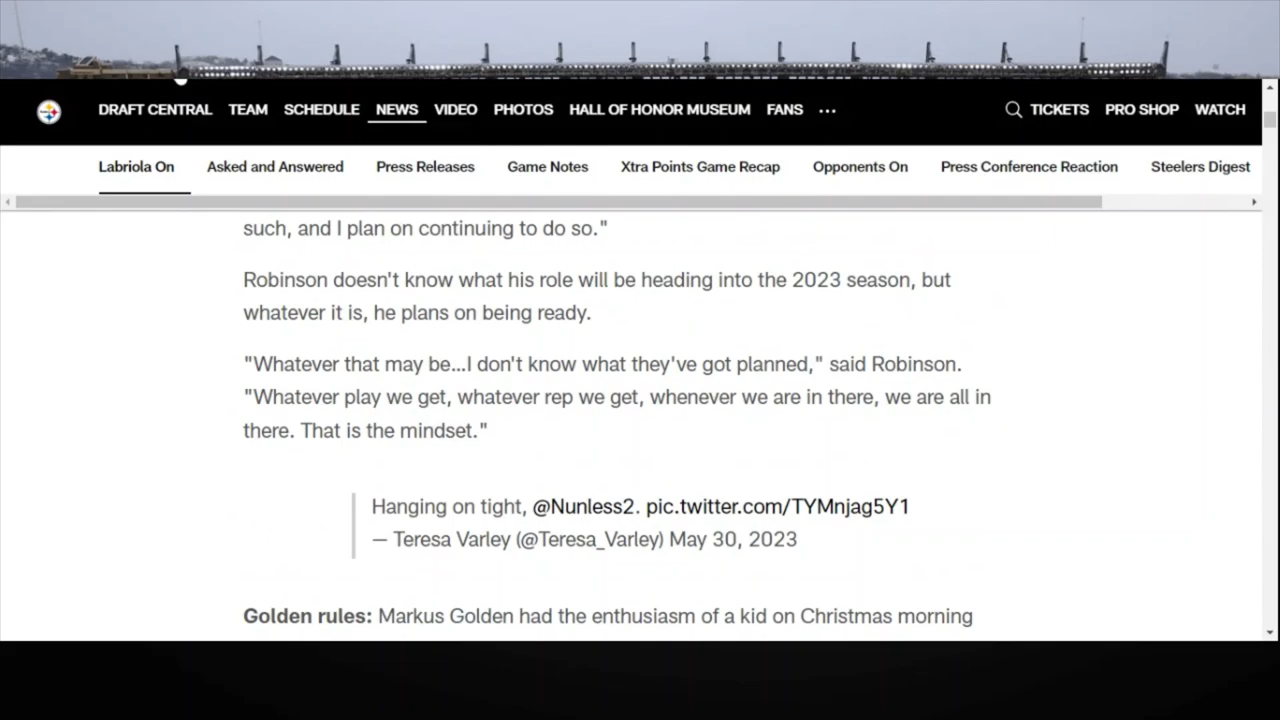 DRAFT CENTRAL TEAM SCHEDULE NEWS VIDEO PHOTOS HALL OF HONOR MUSEUM FANS ... TICKETS PRO SHOP WATCH
Labriola On Asked and Answered Press Releases Game Notes Xtra Points Game Recap Opponents On Press Conference Reaction Steelers Digest
such, and I plan on continuing to do so."
Robinson doesn't know what his role will be heading into the 2023 season, but
whatever it is, he plans on being ready.
"Whatever that may be...I don't know what they've got planned," said Robinson.
"Whatever play we get, whatever rep we get, whenever we are in there, we are all in
there. That is the mindset."
Hanging on tight, @Nunless2. pic.twitter.com/TYMnjag5Y1
— Teresa Varley (@Teresa_Varley) May 30, 2023
Golden rules: Markus Golden had the enthusiasm of a kid on Christmas morning